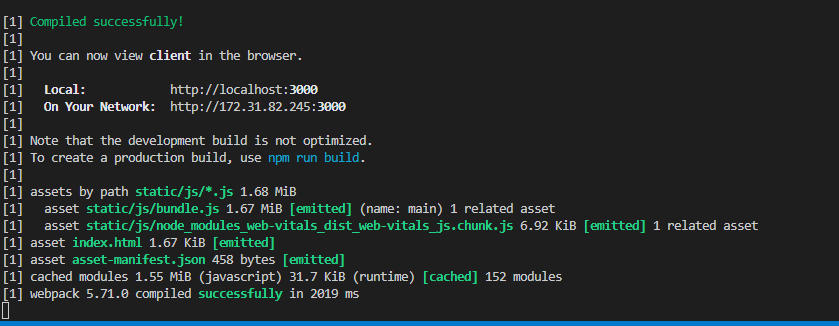 [1] Compiled successfully!
[1]
[1] You can now view client in the browser.
[1]
[1]   Local:            http://localhost:3000
[1]   On Your Network:  http://172.31.82.245:3000
[1]
[1] Note that the development build is not optimized.
[1] To create a production build, use npm run build.
[1]
[1] assets by path static/js/*.js 1.68 MiB
[1]   asset static/js/bundle.js 1.67 MiB [emitted] (name: main) 1 related asset
[1]   asset static/js/node_modules_web-vitals_dist_web-vitals_js.chunk.js 6.92 KiB [emitted] 1 related asset
[1] asset index.html 1.67 KiB [emitted]
[1] asset asset-manifest.json 458 bytes [emitted]
[1] cached modules 1.55 MiB (javascript) 31.7 KiB (runtime) [cached] 152 modules
[1] webpack 5.71.0 compiled successfully in 2019 ms